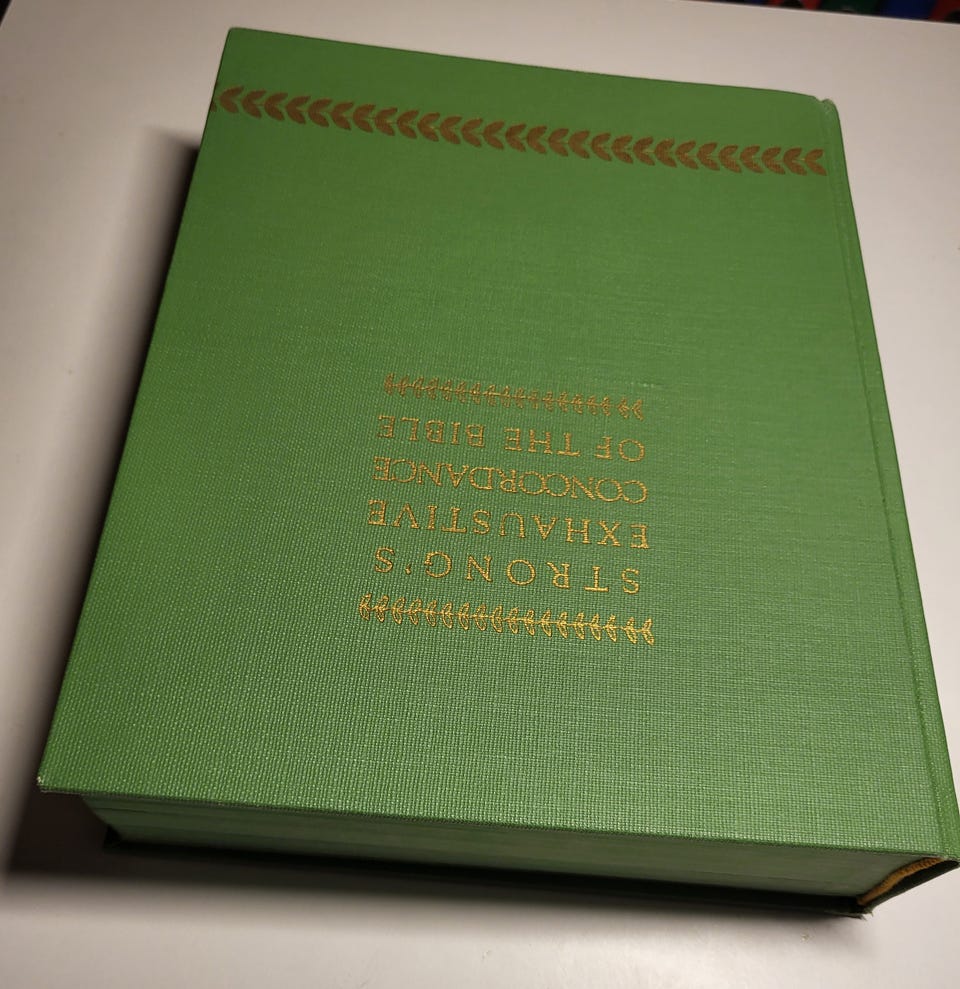 STRONG'S
EXHAUSTIVE
CONCORDANCE
OF THE BIBLE